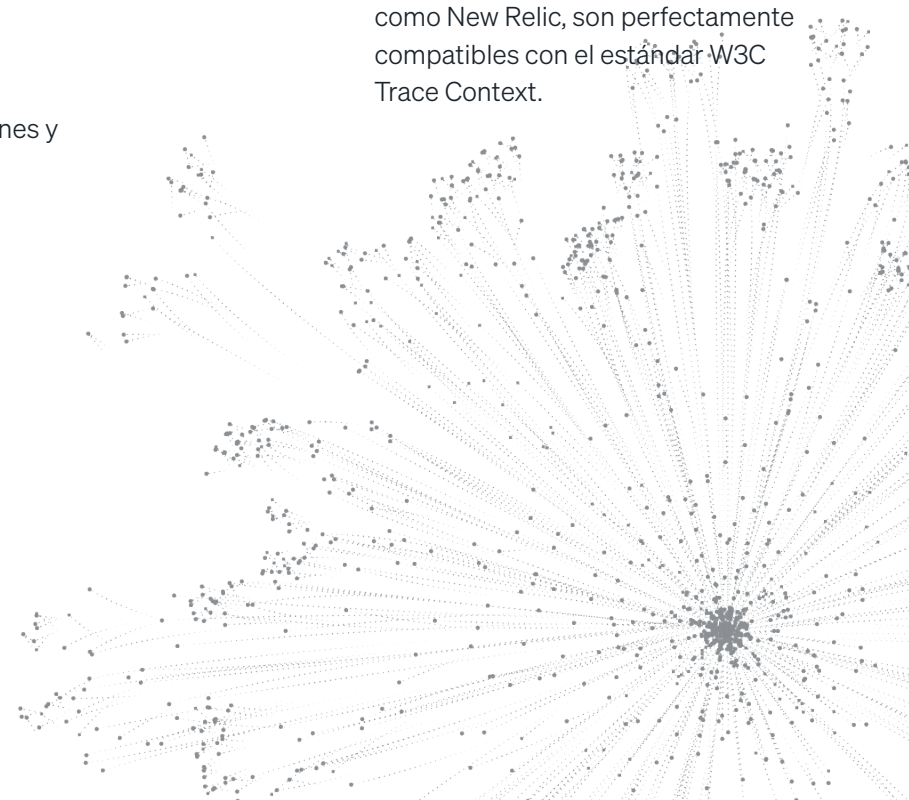 nes y
como New Relic, son perfectamente
compatibles con el estándar W3C
Trace Context.